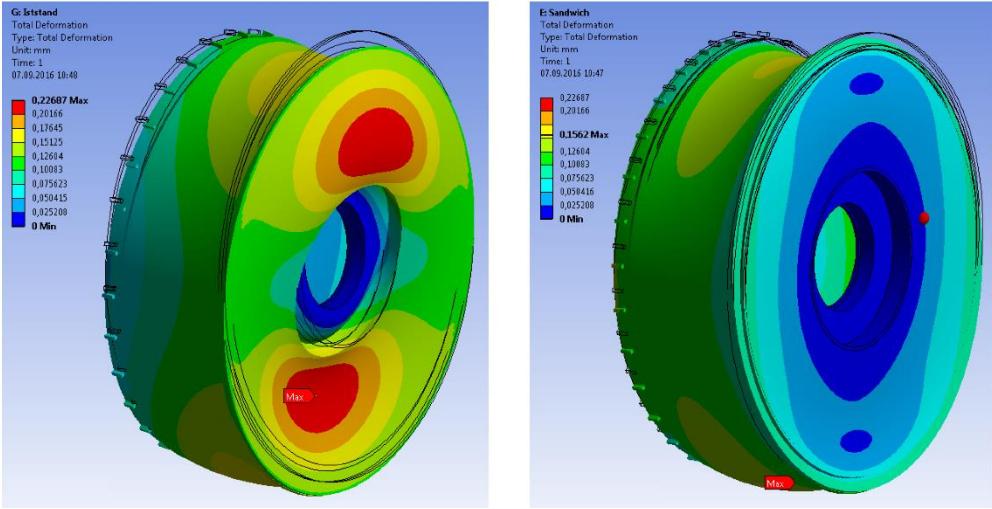 G: Iststand
Total Deformation
Type: Total Deformation
Unit: mm
Time: 1
07.09.2016 10:48
0,22687 Max
0,20166
0,17645
0,15125
0,12604
0,10083
0,075623
0,050415
0,025208
0 Min
Max
E: Sandwich
Total Deformation
Type: Total Deformation
Unit: mm
Time: 1
07.09.2016 10:47
0,22687
0,20166
0,1562 Max
0,12604
0,10083
0,075623
0,050416
0,025208
0 Min
Max